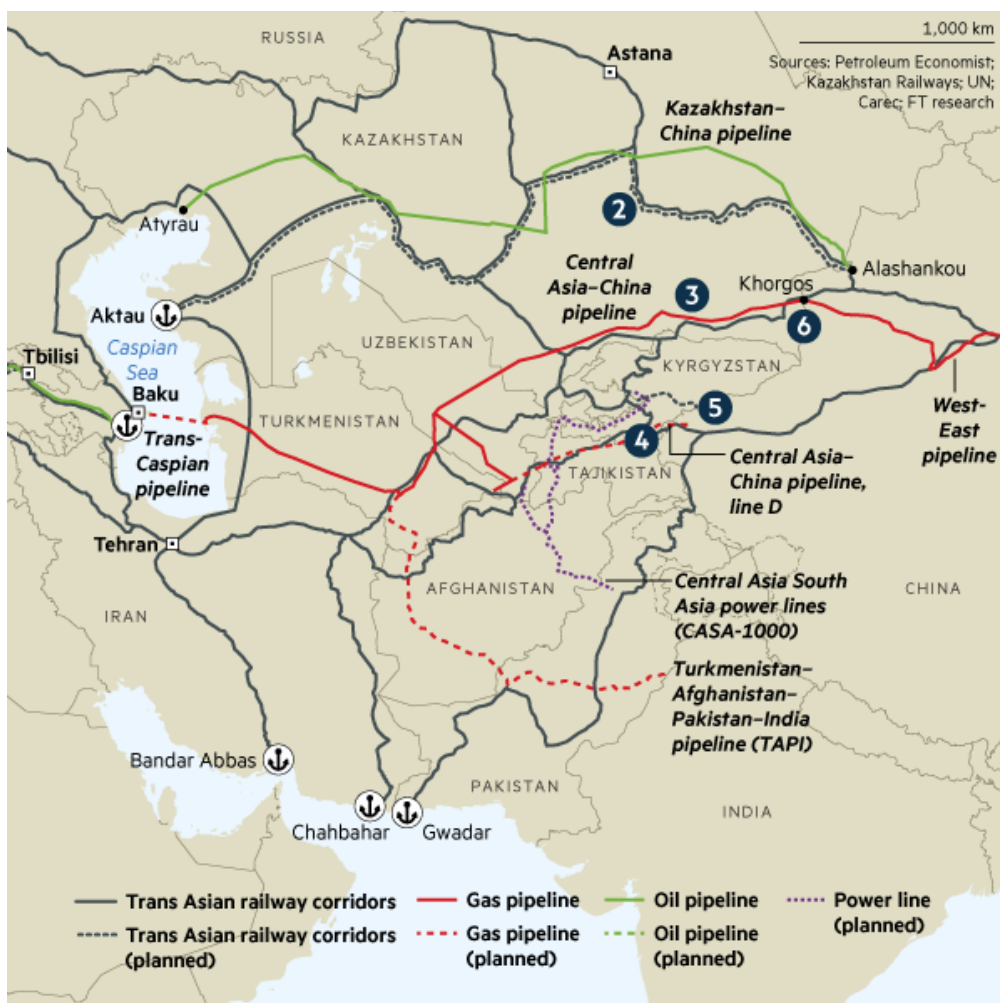 1,000 km
RUSSIA
Astana
Sources: Petroleum Economist;
Kazakhstan Railways; UN;
Carec; FT research
Kazakhstan–
China pipeline
KAZAKHSTAN
2
Atyrau
Central
Asia–China
pipeline
Alashankou
Khorgos
3
Aktau
6
Caspian
Sea
UZBEKISTAN
Tbilisi
KYRGYZSTAN
Baku
5
TURKMENISTAN
West-
East
pipeline
Trans-
Caspian
pipeline
4
TAJIKISTAN
Central Asia–
China pipeline,
line D
Tehran
AFGHANISTAN
Central Asia South
Asia power lines
(CASA-1000)
CHINA
IRAN
Turkmenistan–
Afghanistan–
Pakistan–India
pipeline (TAPI)
Bandar Abbas
PAKISTAN
INDIA
Chahbahar
Gwadar
Trans Asian railway corridors
Gas pipeline
Oil pipeline
Power line
(planned)
Trans Asian railway corridors
(planned)
Gas pipeline
(planned)
Oil pipeline
(planned)